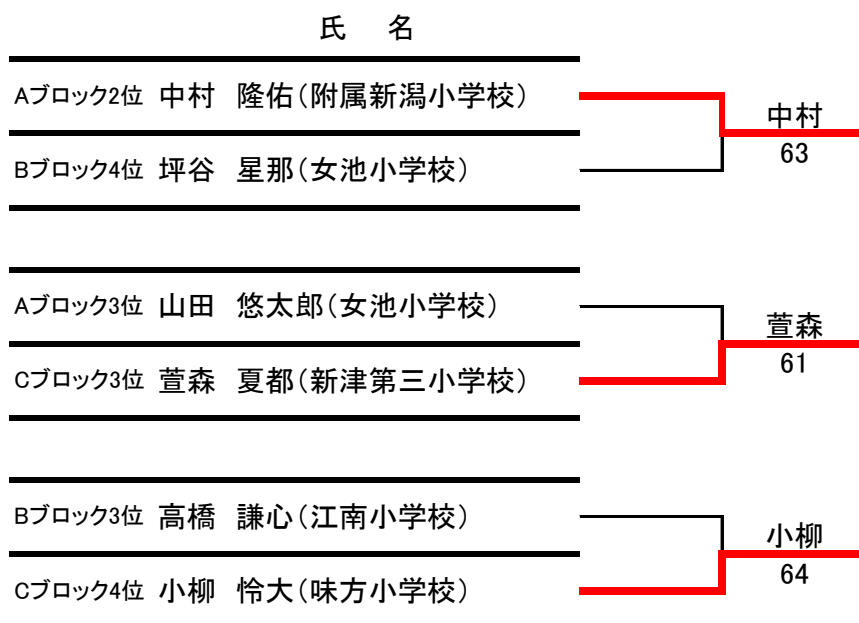 氏 名
Aブロック2位 中村 隆佑(附属新潟小学校)
中村
63
Bブロック4位 坪谷 星那(女池小学校)
Aブロック3位 山田 悠太郎(女池小学校)
萱森
61
Cブロック3位 萱森 夏都(新津第三小学校)
Bブロック3位 高橋 謙心(江南小学校)
小柳
64
Cブロック4位 小柳 怜大(味方小学校)